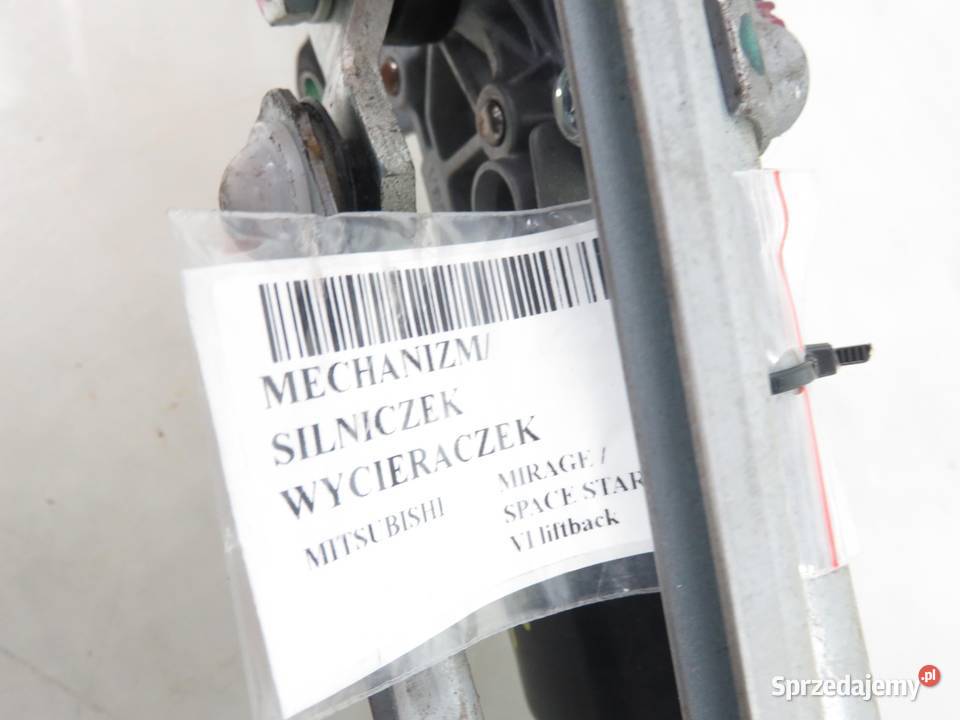 MECHANIZM/
SILNICZEK
WYCIERACZEK
MITSUBISHI
MIRAGE /
SPACE STAR
VI liftback
Sprzedajemy.pl